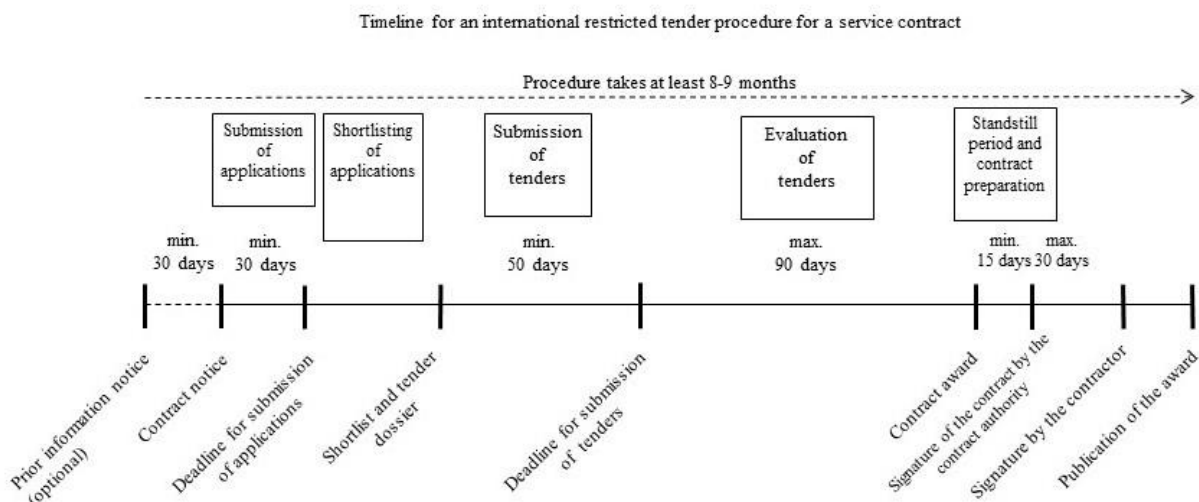 Timeline for an international restricted tender procedure for a service contract
Procedure takes at least 8-9 months
Submission
of
applications
Shortlisting
of
applications
Submission
of
tenders
Evaluation
of
tenders
Standstill
period and
contract
preparation
min.
30 days
min.
30 days
min.
50 days
max.
90 days
min.
15 days
max.
30 days
Prior information notice
(optional)
Contract notice
Deadline for submission
of applications
Shortlist and tender
dossier
Deadline for submission
of tenders
Contract award
Signature of the contract by the
contract authority
Signature by the contractor
Publication of the award